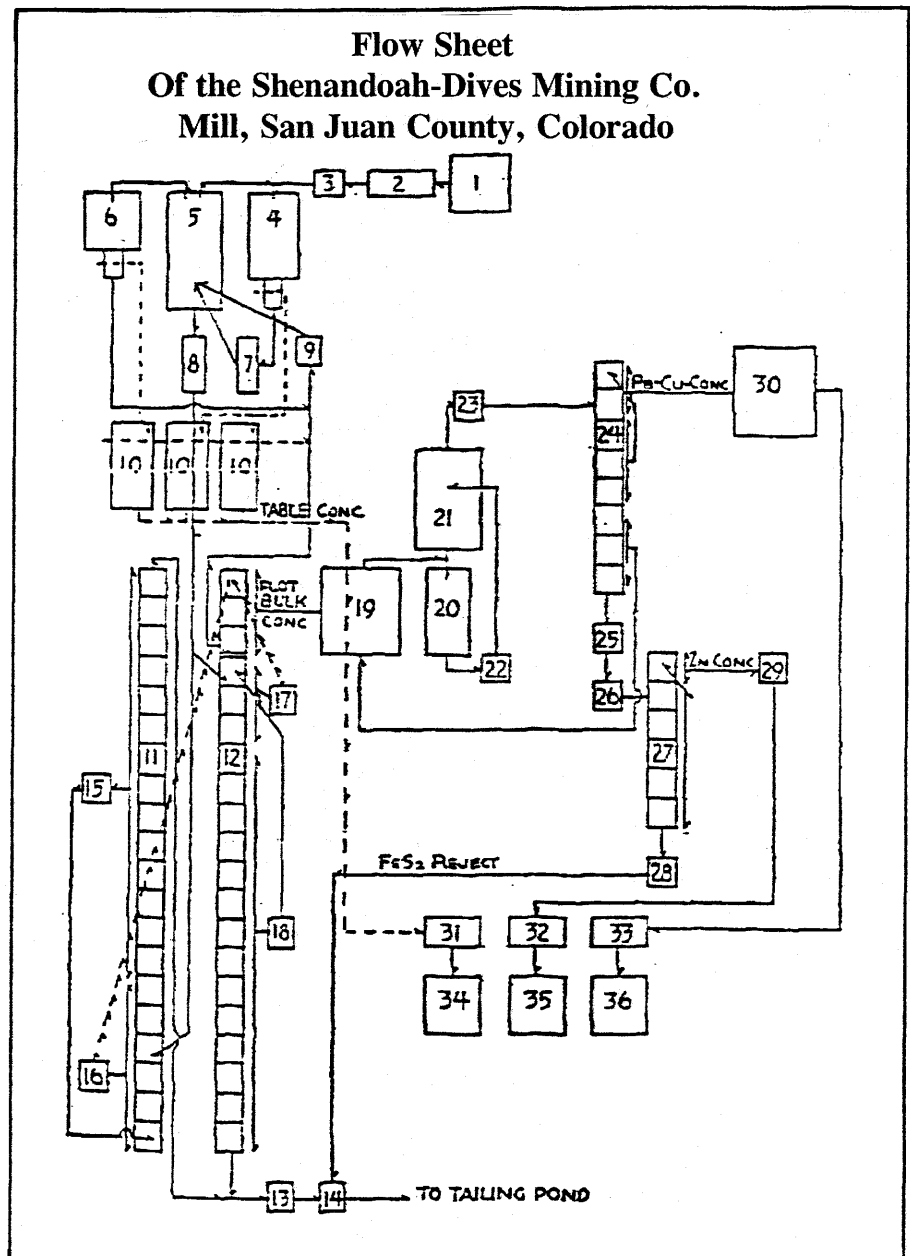 Flow Sheet
Of the Shenandoah-Dives Mining Co.
Mill, San Juan County, Colorado
3 2 1
6 5 4
8 7 9
10 10 10
TABLE CONC
23
24
Pb-Cu-Conc
30
21
19 20
22
FLOT
BULK
CONC
25
26
Zn Conc 29
27
17
11 12
15
FeS2 REJECT
28
18
31 32 33
34 35 36
16
13 14 TO TAILING POND